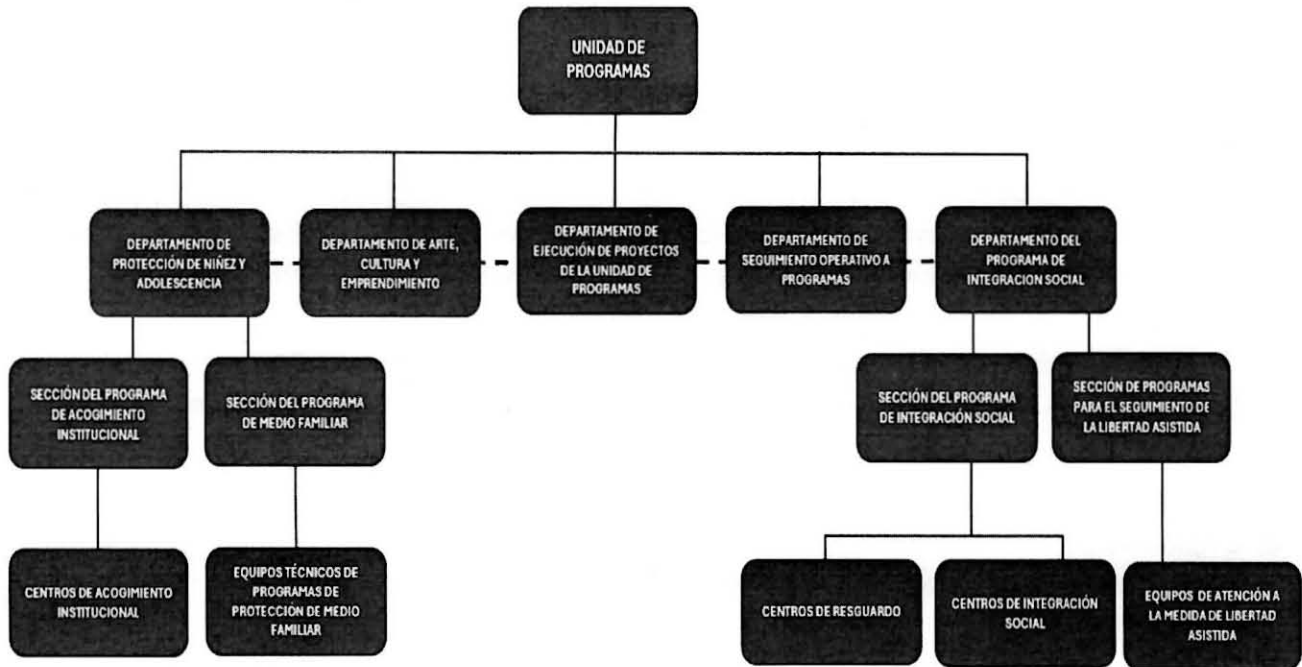 UNIDAD DE
PROGRAMAS
DEPARTAMENTO DE
PROTECCIÓN DE NIÑEZ Y
ADOLESCENCIA
DEPARTAMENTO DE ARTE,
CULTURA Y
EMPRENDIMIENTO
DEPARTAMENTO DE
EJECUCIÓN DE PROYECTOS
DE LA UNIDAD DE
PROGRAMAS
DEPARTAMENTO DE
SEGUIMIENTO OPERATIVO A
PROGRAMAS
DEPARTAMENTO DEL
PROGRAMA DE
INTEGRACION SOCIAL
SECCIÓN DEL PROGRAMA
DE ACOGIMIENTO
INSTITUCIONAL
SECCIÓN DEL PROGRAMA
DE MEDIO FAMILIAR
SECCIÓN DEL PROGRAMA
DE INTEGRACIÓN SOCIAL
SECCIÓN DE PROGRAMAS
PARA EL SEGUIMIENTO DE
LA LIBERTAD ASISTIDA
CENTROS DE ACOGIMIENTO
INSTITUCIONAL
EQUIPOS TÉCNICOS DE
PROGRAMAS DE
PROTECCIÓN DE MEDIO
FAMILIAR
CENTROS DE RESGUARDO
CENTROS DE INTEGRACIÓN
SOCIAL
EQUIPOS DE ATENCIÓN A
LA MEDIDA DE LIBERTAD
ASISTIDA